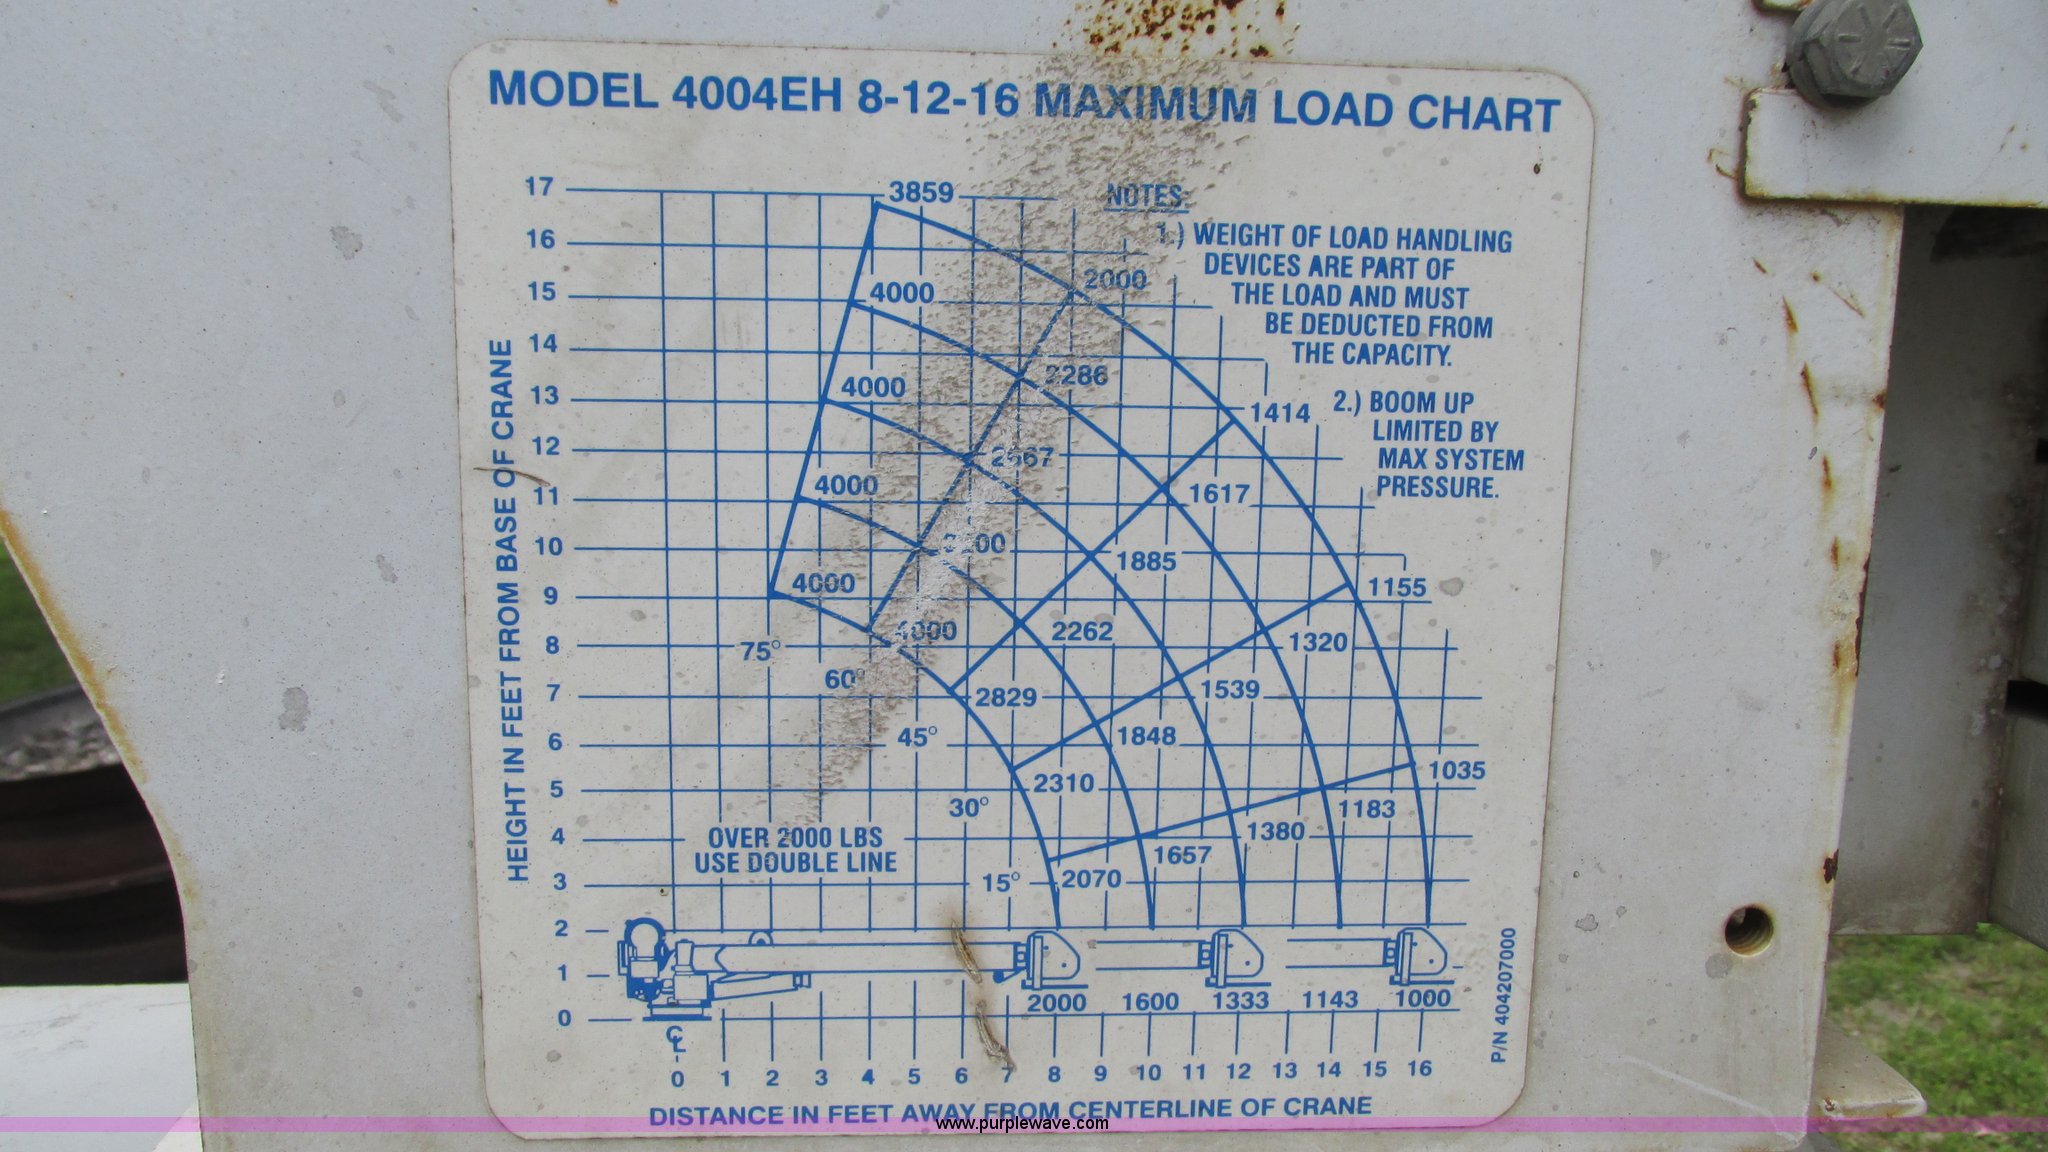 MODEL 4004EH 8-12-16 MAXIMUM LOAD CHART
NOTES:
1.) WEIGHT OF LOAD HANDLING
DEVICES ARE PART OF
THE LOAD AND MUST
BE DEDUCTED FROM
THE CAPACITY.
2.) BOOM UP
LIMITED BY
MAX SYSTEM
PRESSURE.
HEIGHT IN FEET FROM BASE OF CRANE
17
16
15
14
13
12
11
10
9
8
7
6
5
4
3
2
1
0
3859
4000 2000
4000 2286 1414
4000 2667 1617
4000 1885 1155
4000 2262 1320
75°
60° 2829 1539
45° 1848 1035
30° 2310 1183
15° 2070 1657 1380
OVER 2000 LBS
USE DOUBLE LINE
2000 1600 1333 1143 1000
CL
0 1 2 3 4 5 6 7 8 9 10 11 12 13 14 15 16
DISTANCE IN FEET AWAY FROM CENTERLINE OF CRANE
P/N 404207000
www.purplewave.com